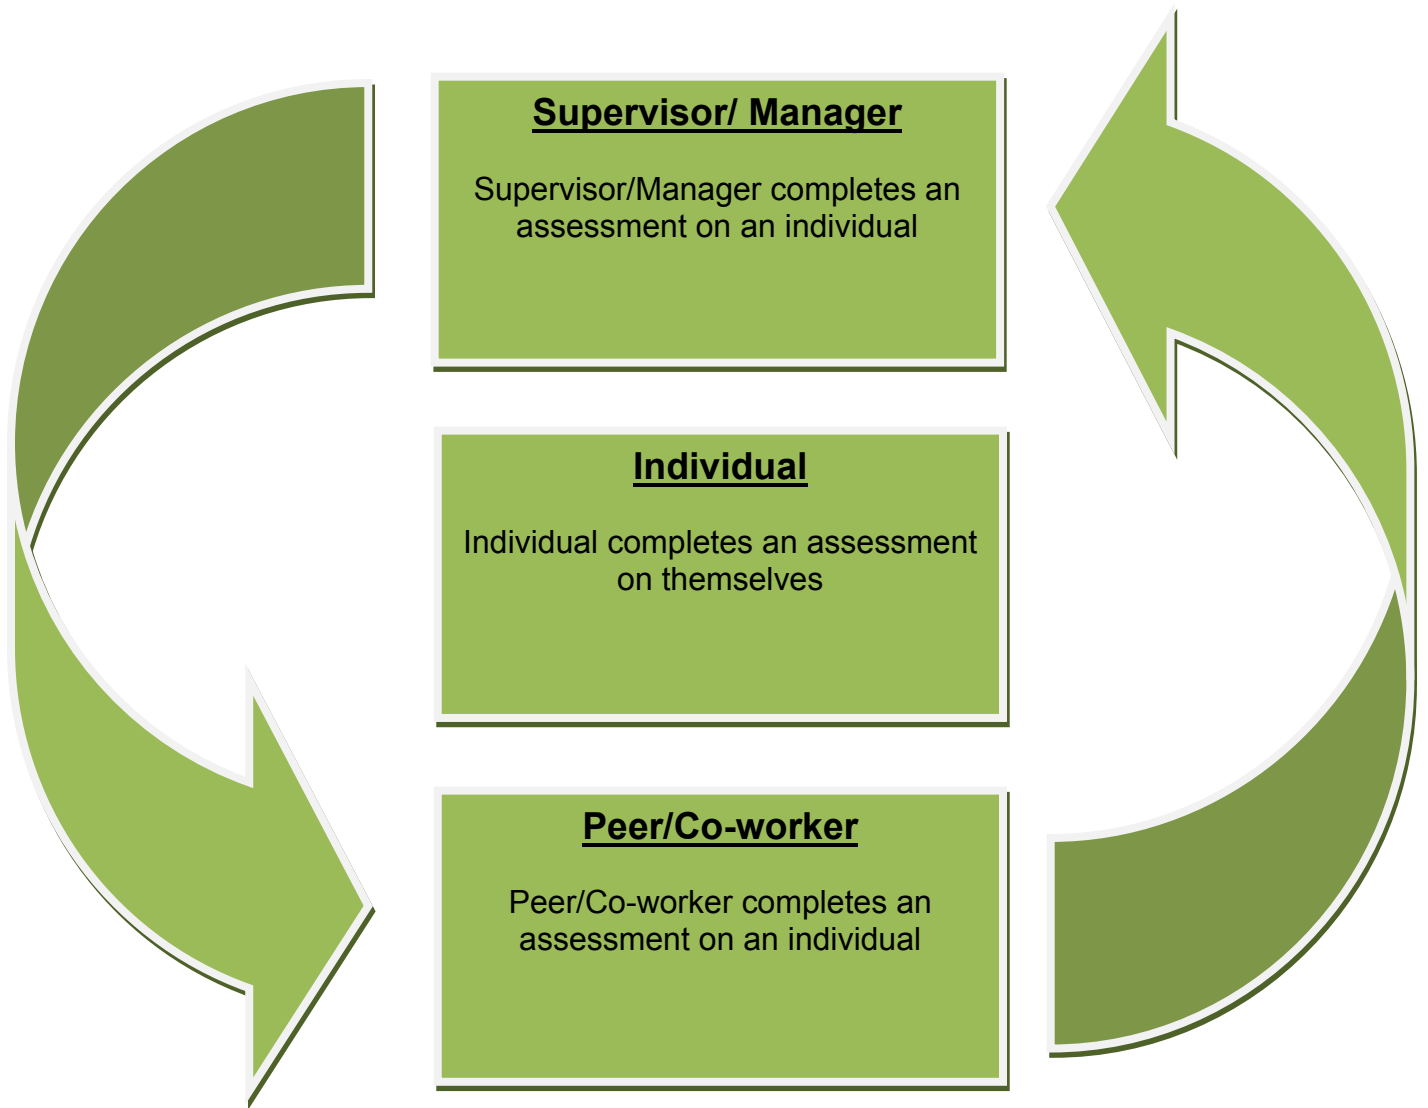 Supervisor/ Manager
Supervisor/Manager completes an
assessment on an individual
Individual
Individual completes an assessment
on themselves
Peer/Co-worker
Peer/Co-worker completes an
assessment on an individual